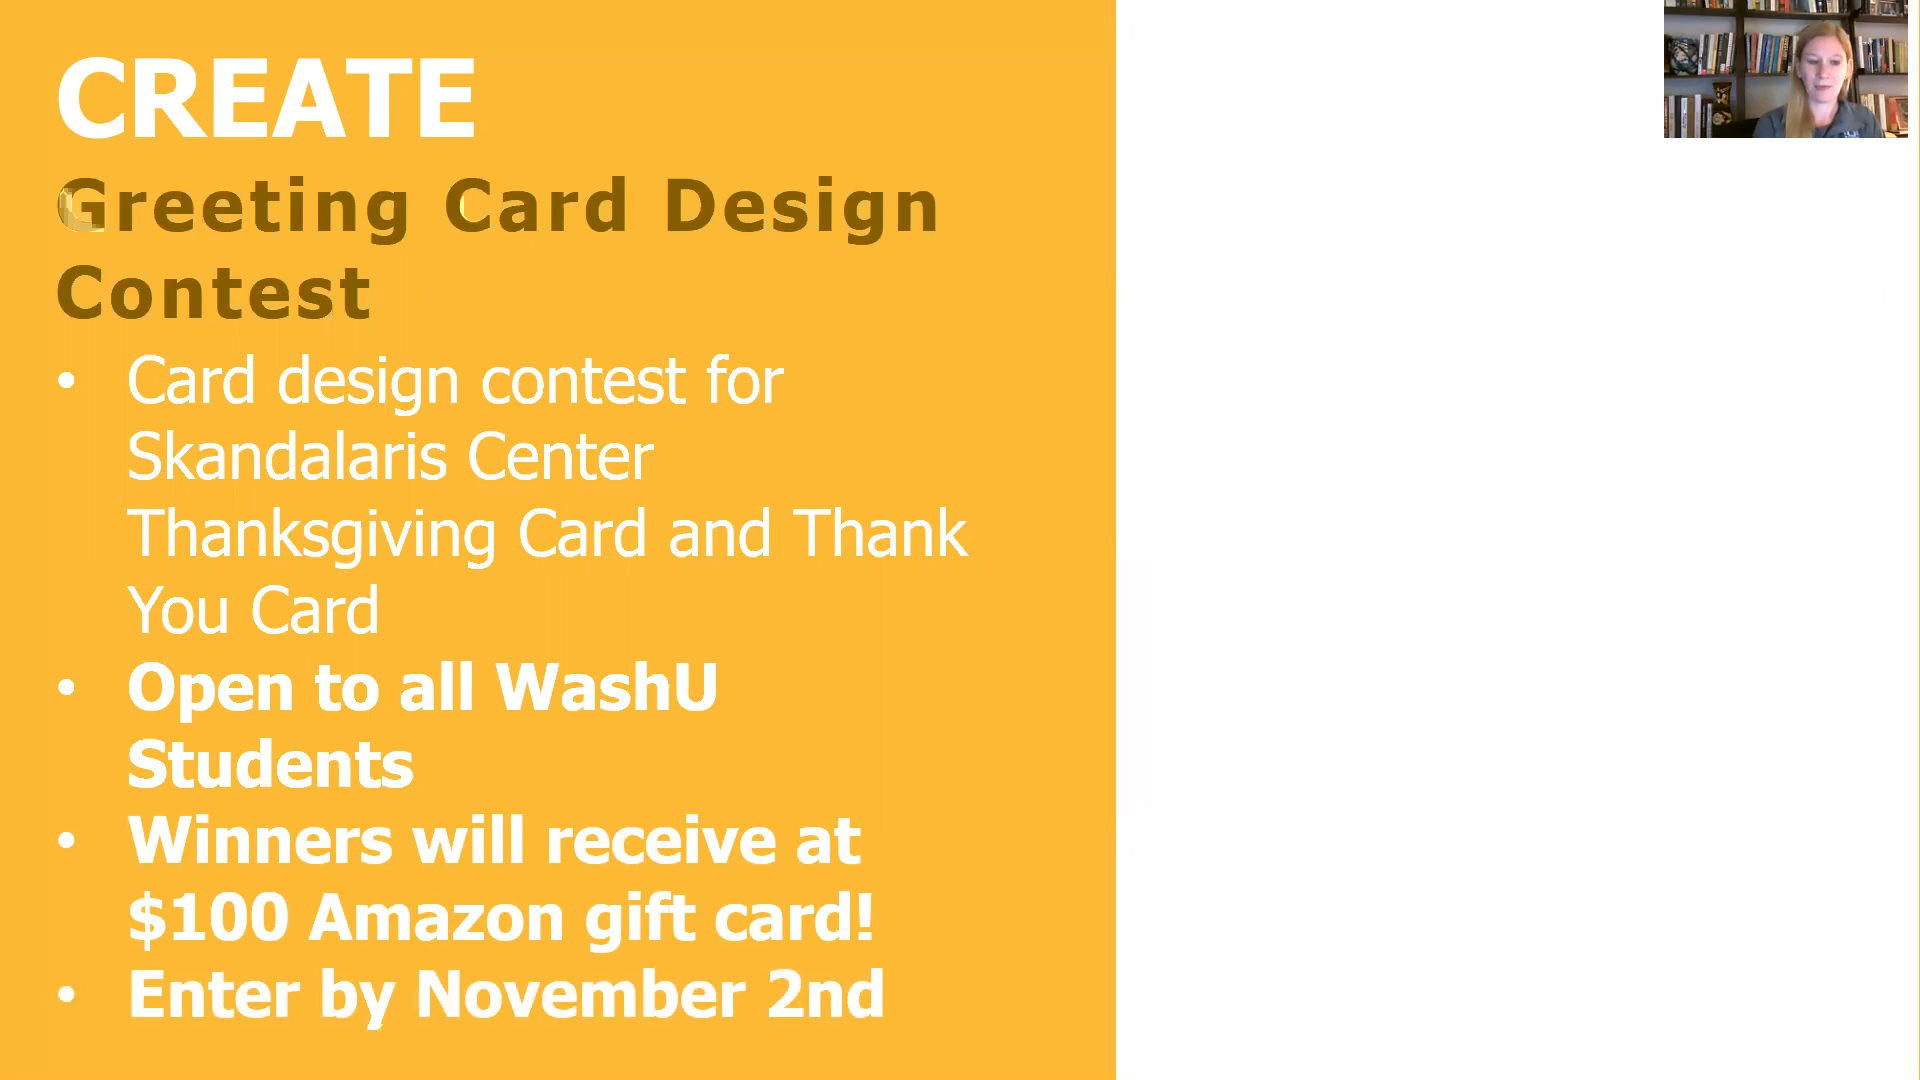 CREATE
Greeting Card Design
Contest
• Card design contest for
Skandalaris Center
Thanksgiving Card and Thank
You Card
• Open to all WashU
Students
• Winners will receive at
$100 Amazon gift card!
• Enter by November 2nd